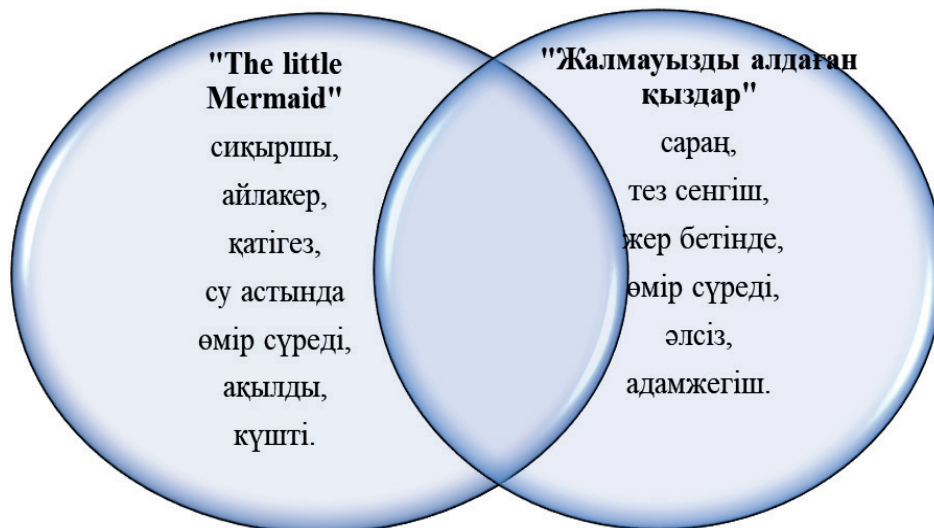 "The little
Mermaid"
сиқыршы,
айлакер,
қатігез,
су астында
өмір сүреді,
ақылды,
күшті.
"Жалмауызды алдаған
қыздар"
сараң,
тез сенгіш,
жер бетінде,
өмір сүреді,
әлсіз,
адамжегіш.